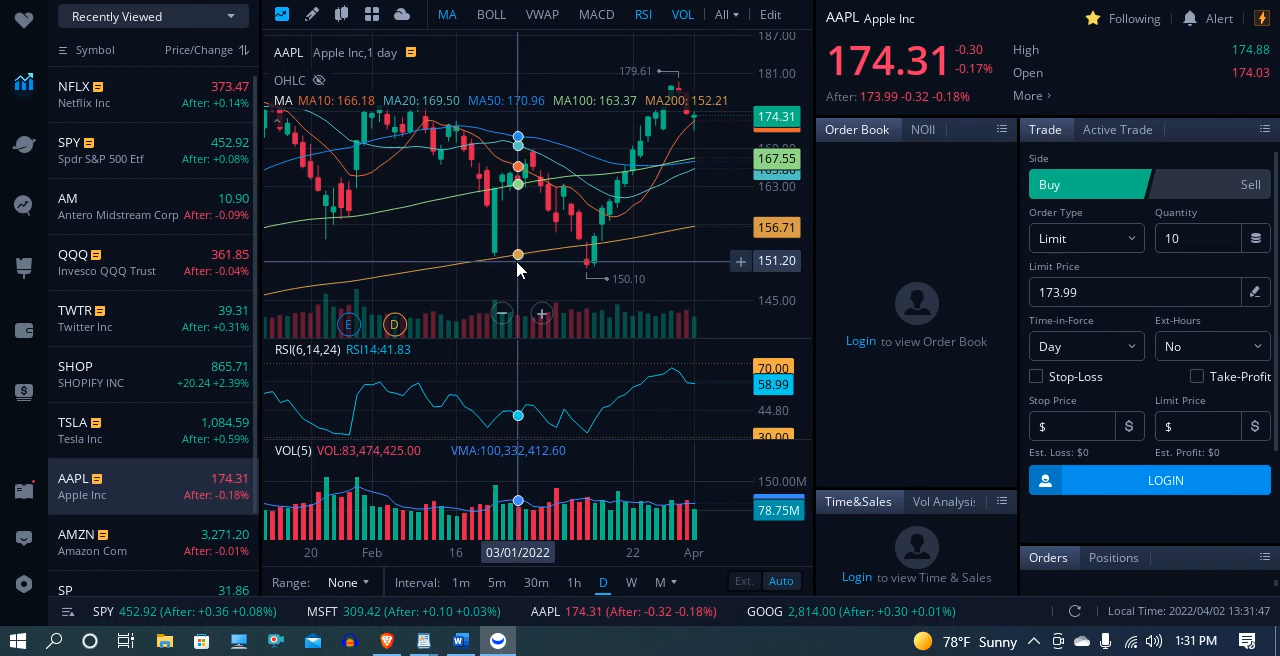 Recently Viewed
Symbol Price/Change
NFLX 373.47
Netflix Inc After: +0.14%
SPY 452.92
Spdr S&P 500 Etf After: +0.08%
AM 10.90
Antero Midstream Corp After: -0.09%
QQQ 361.85
Invesco QQQ Trust After: -0.04%
TWTR 39.31
Twitter Inc After: +0.31%
SHOP 865.71
SHOPIFY INC +20.24 +2.39%
TSLA 1,084.59
Tesla Inc After: +0.59%
AAPL 174.31
Apple Inc After: -0.18%
AMZN 3,271.20
Amazon Com After: -0.01%
SP 31.86
MA BOLL VWAP MACD RSI VOL All Edit
AAPL Apple Inc,1 day
OHLC
MA MA10: 166.18 MA20: 169.50 MA50: 170.96 MA100: 163.37 MA200: 152.21
179.61
150.10
187.00
181.00
174.31
167.55
163.00
156.71
151.20
145.00
E D
RSI(6,14,24) RSI14:41.83
70.00
58.99
44.80
30.00
VOL(5) VOL:83,474,425.00 VMA:100,332,412.60
150.00M
78.75M
20 Feb 16 03/01/2022 22 Apr
Range: None Interval: 1m 5m 30m 1h D W M Ext. Auto
AAPL Apple Inc Following Alert
174.31 -0.30 -0.17%
After: 173.99 -0.32 -0.18%
High 174.88
Open 174.03
More
Order Book NOII
Login to view Order Book
Time&Sales Vol Analysis
Login to view Time & Sales
Trade Active Trade
Side
Buy Sell
Order Type Quantity
Limit 10
Limit Price
173.99
Time-in-Force Ext-Hours
Day No
Stop-Loss Take-Profit
Stop Price Limit Price
$ $ $ $
Est. Loss: $0 Est. Profit: $0
LOGIN
Orders Positions
SPY 452.92 (After: +0.36 +0.08%) MSFT 309.42 (After: +0.10 +0.03%) AAPL 174.31 (After: -0.32 -0.18%) GOOG 2,814.00 (After: +0.30 +0.01%) Local Time: 2022/04/02 13:31:47
78°F Sunny 1:31 PM